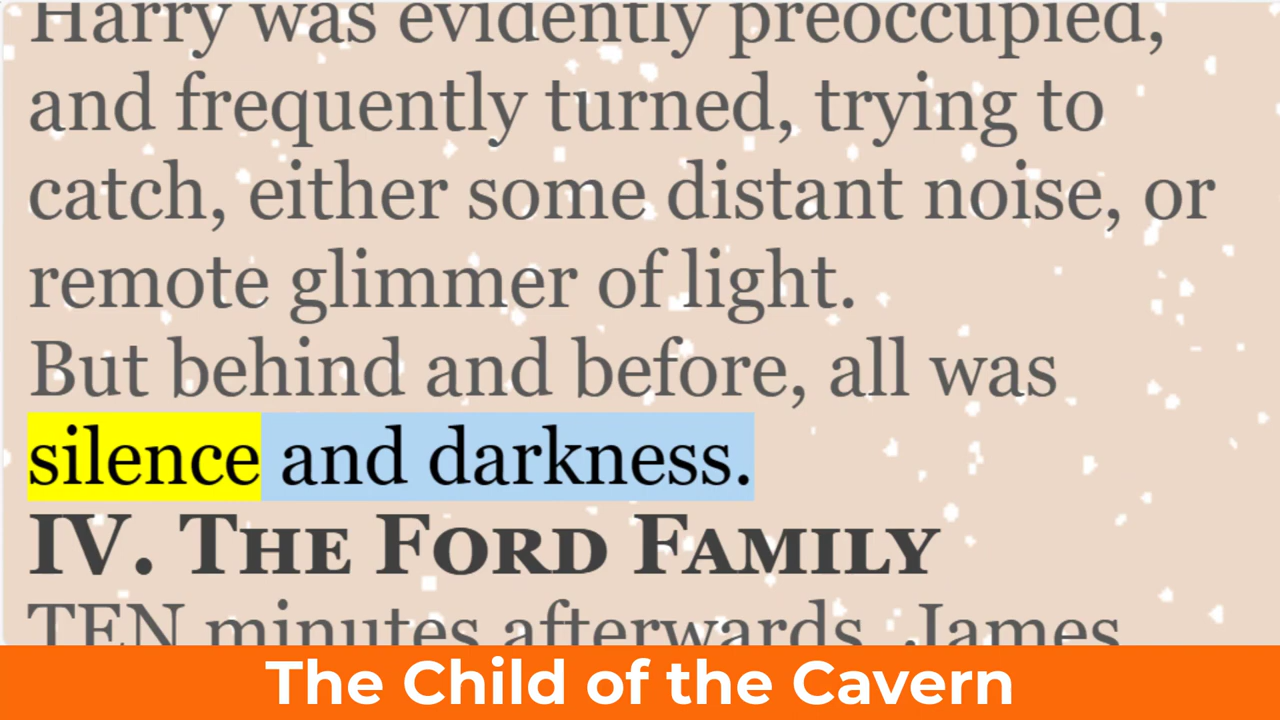 Harry was evidently preoccupied,
and frequently turned, trying to
catch, either some distant noise, or
remote glimmer of light.
But behind and before, all was
silence and darkness.
IV. THE FORD FAMILY
TEN minutes afterwards, James
The Child of the Cavern